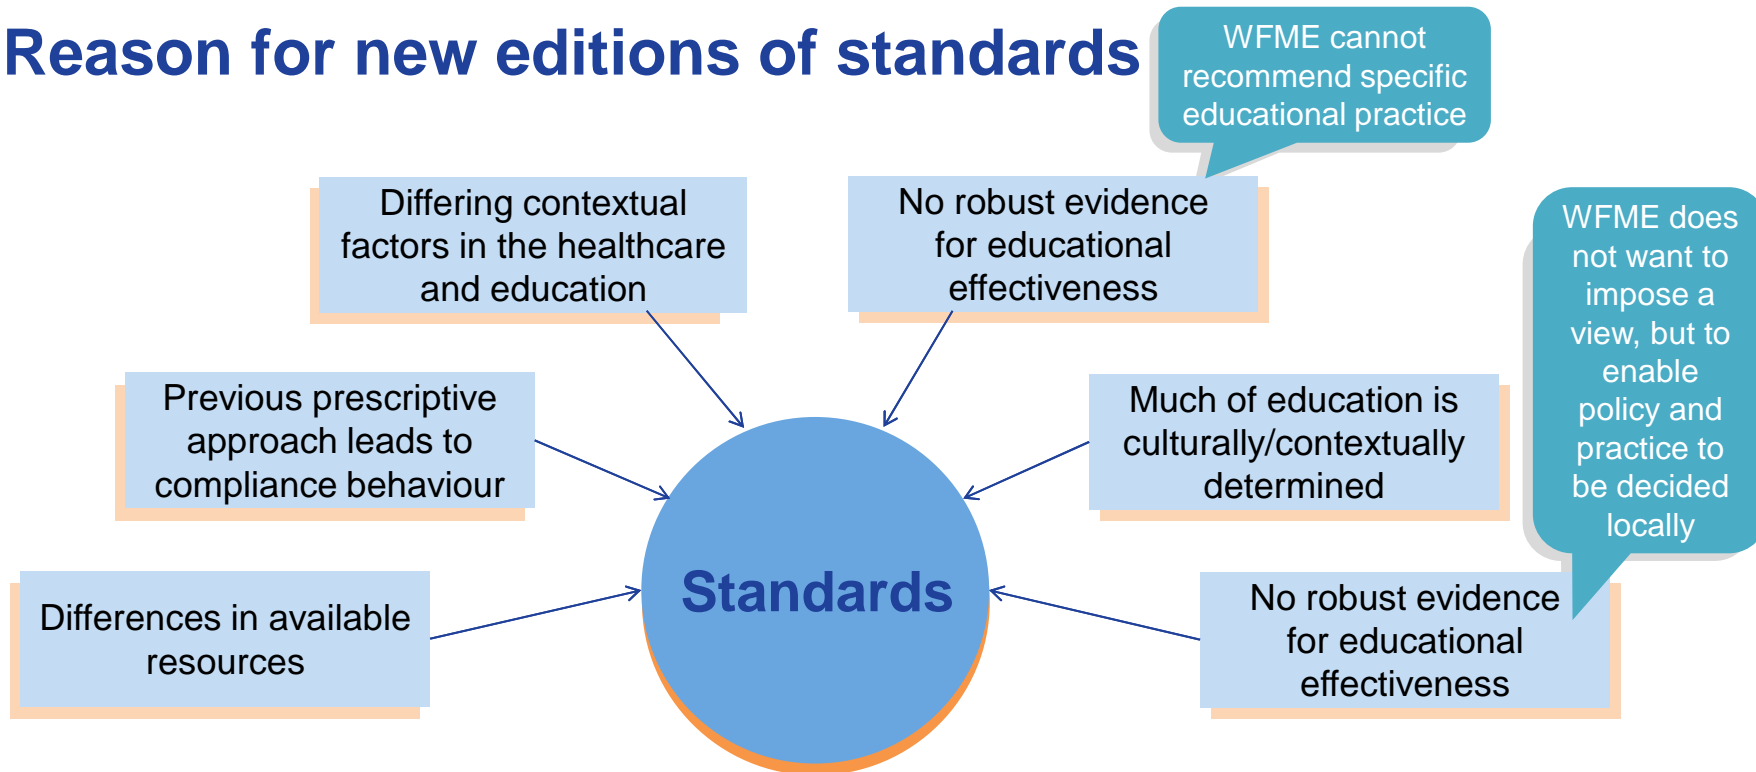 Reason for new editions of standards
WFME cannot
recommend specific
educational practice
Differing contextual
factors in the healthcare
and education
No robust evidence
for educational
effectiveness
WFME does
not want to
impose a
view, but to
enable
policy and
practice to
be decided
locally
Previous prescriptive
approach leads to
compliance behaviour
Much of education is
culturally/contextually
determined
Differences in available
resources
Standards
No robust evidence
for educational
effectiveness